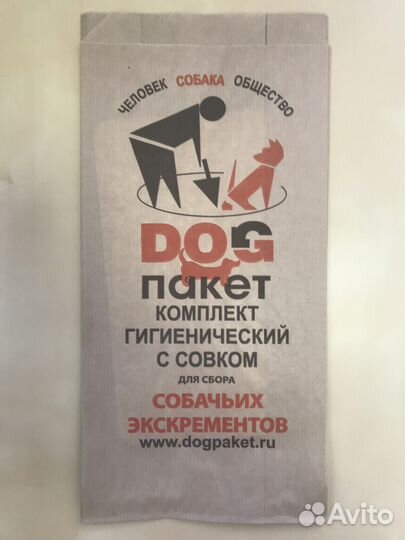 ЧЕЛОВЕК СОБАКА ОБЩЕСТВО
DOG
пакет
КОМПЛЕКТ
ГИГИЕНИЧЕСКИЙ
С СОВКОМ
ДЛЯ СБОРА
СОБАЧЬИХ
ЭКСКРЕМЕНТОВ
www.dogpaket.ru
Avito